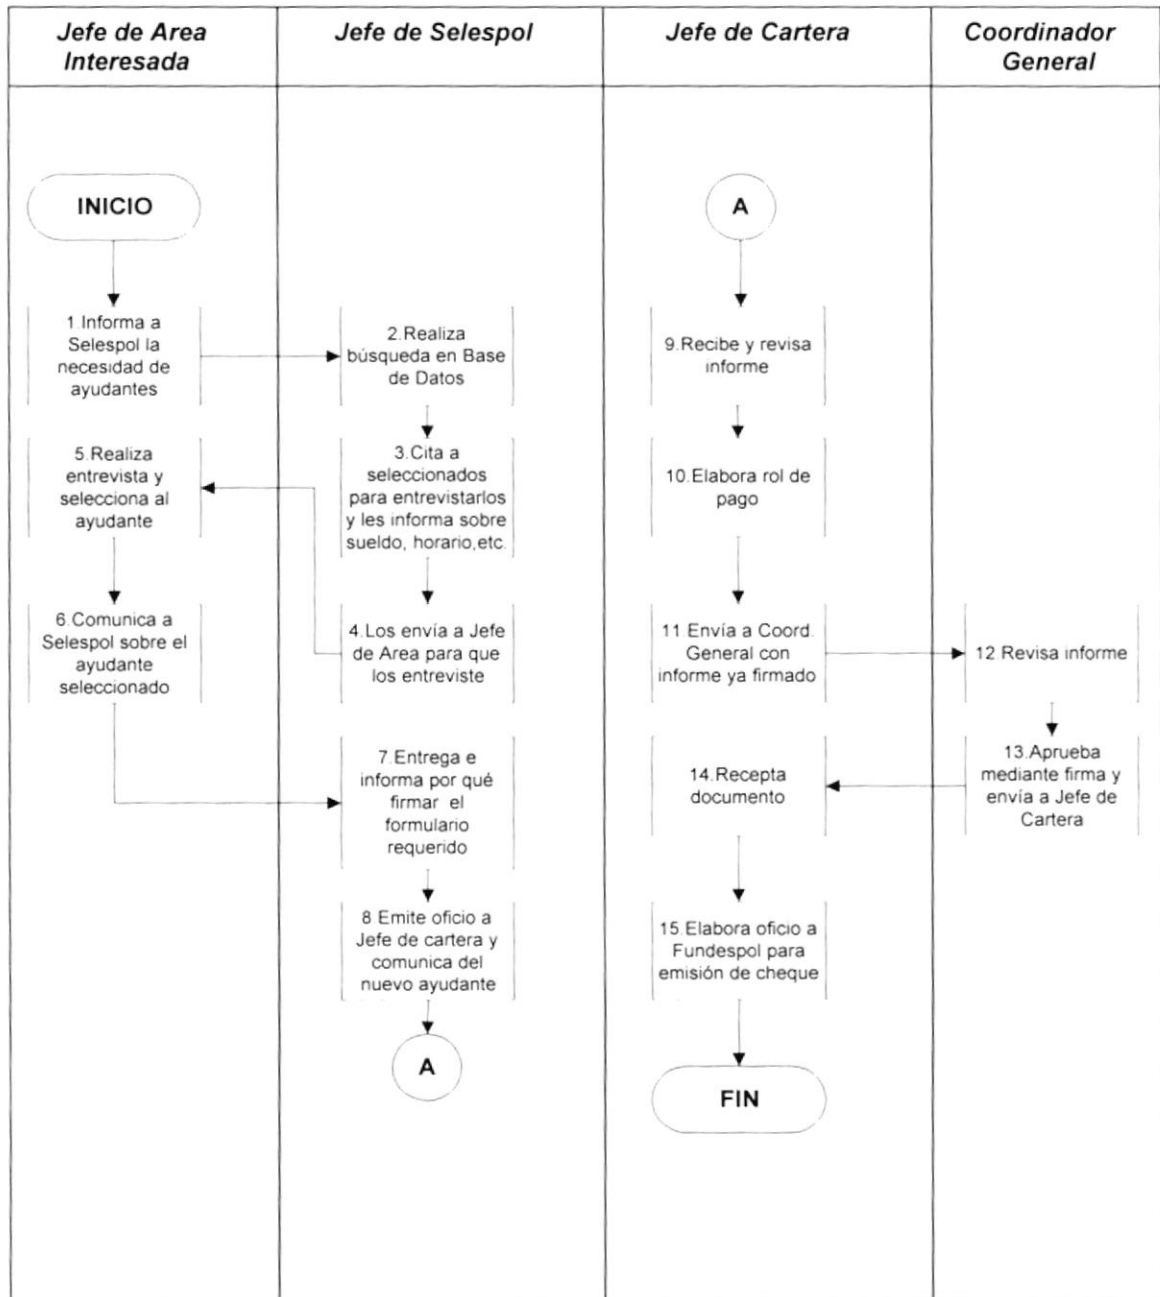 Jefe de Area
Interesada
Jefe de Selespol
Jefe de Cartera
Coordinador
General
INICIO
1.Informa a
Selespol la
necesidad de
ayudantes
2.Realiza
búsqueda en Base
de Datos
3.Cita a
seleccionados
para entrevistarlos
y les informa sobre
sueldo, horario,etc.
4.Los envía a Jefe
de Area para que
los entreviste
5.Realiza
entrevista y
selecciona al
ayudante
6.Comunica a
Selespol sobre el
ayudante
seleccionado
7.Entrega e
informa por qué
firmar el
formulario
requerido
8.Emite oficio a
Jefe de cartera y
comunica del
nuevo ayudante
A
A
9.Recibe y revisa
informe
10.Elabora rol de
pago
11.Envía a Coord.
General con
informe ya firmado
12 Revisa informe
13.Aprueba
mediante firma y
envía a Jefe de
Cartera
14.Recepta
documento
15.Elabora oficio a
Fundespol para
emisión de cheque
FIN